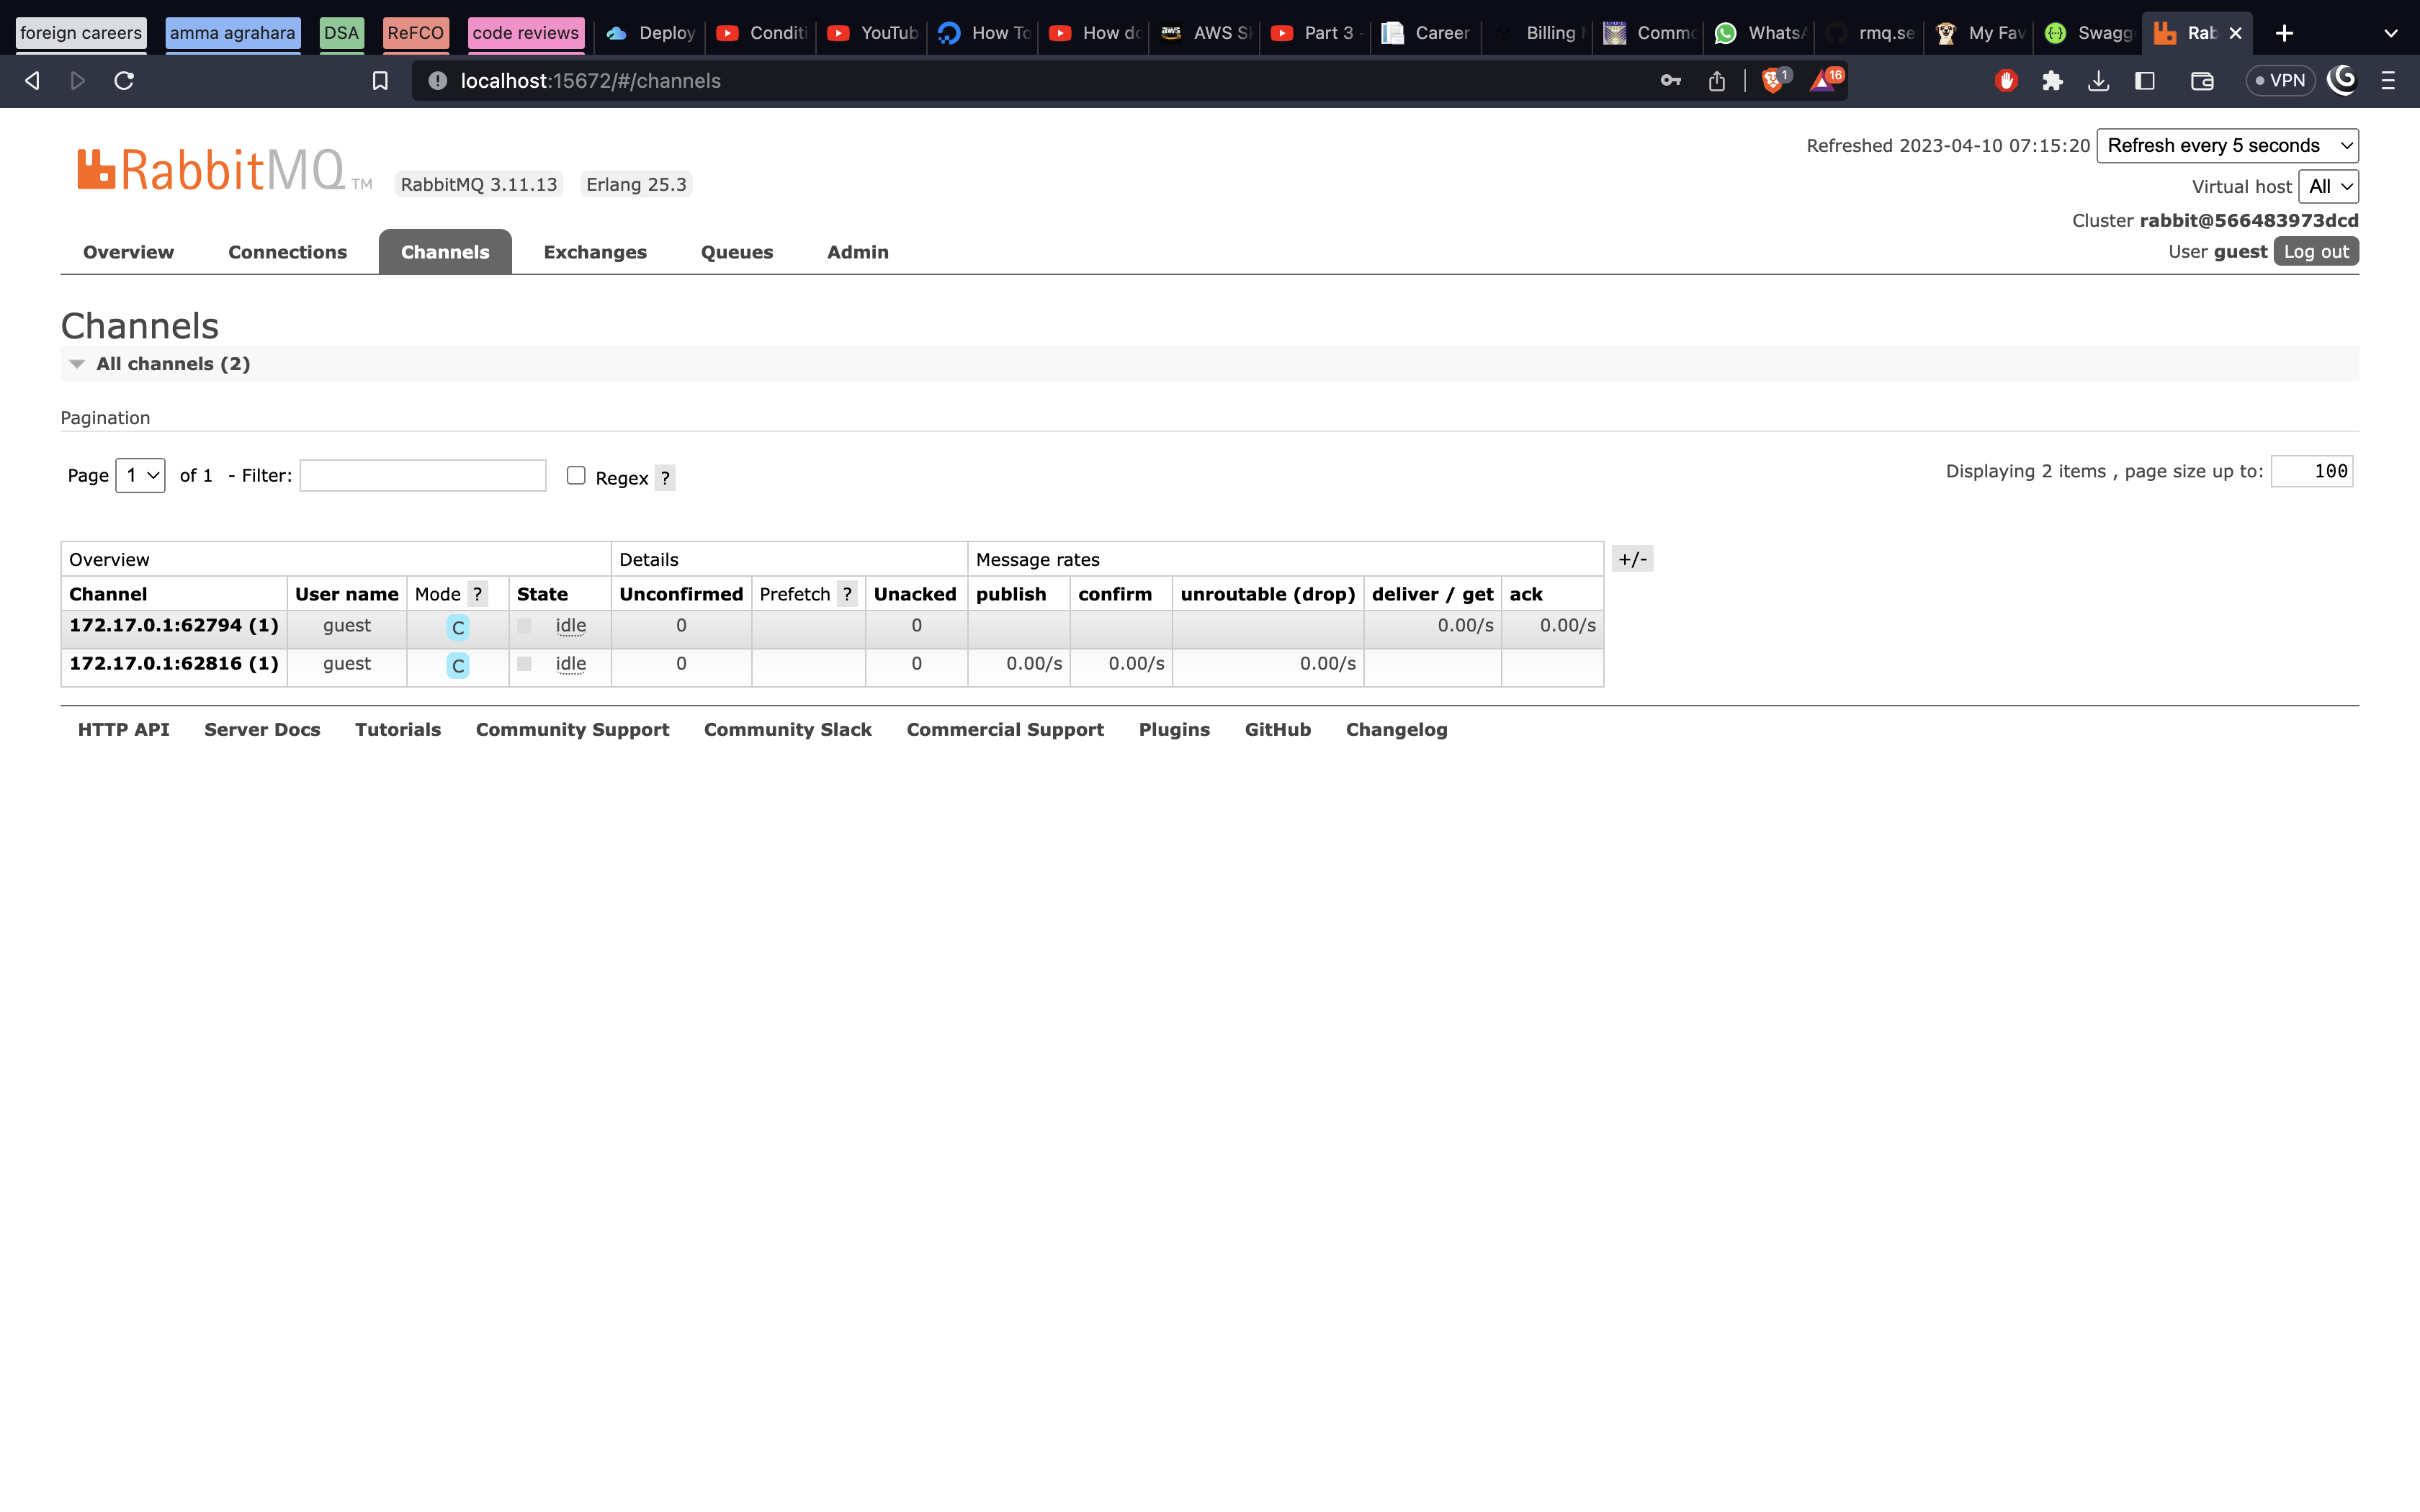 foreign careers amma agrahara DSA ReFCO code reviews Deploy Conditi YouTub How To How do AWS Sk Part 3 - Career Billing Commo WhatsA rmq.se My Fav Swagg Rab
localhost:15672/#/channels 1 16 VPN
Refreshed 2023-04-10 07:15:20 Refresh every 5 seconds
RabbitMQ TM RabbitMQ 3.11.13 Erlang 25.3
Virtual host All
Cluster rabbit@566483973dcd
Overview Connections Channels Exchanges Queues Admin
User guest Log out
Channels
All channels (2)
Pagination
Page 1 of 1 - Filter: Regex ? Displaying 2 items , page size up to: 100
Overview Details Message rates +/-
Channel User name Mode ? State Unconfirmed Prefetch ? Unacked publish confirm unroutable (drop) deliver / get ack
172.17.0.1:62794 (1) guest C idle 0 0 0.00/s 0.00/s
172.17.0.1:62816 (1) guest C idle 0 0 0.00/s 0.00/s 0.00/s
HTTP API Server Docs Tutorials Community Support Community Slack Commercial Support Plugins GitHub Changelog